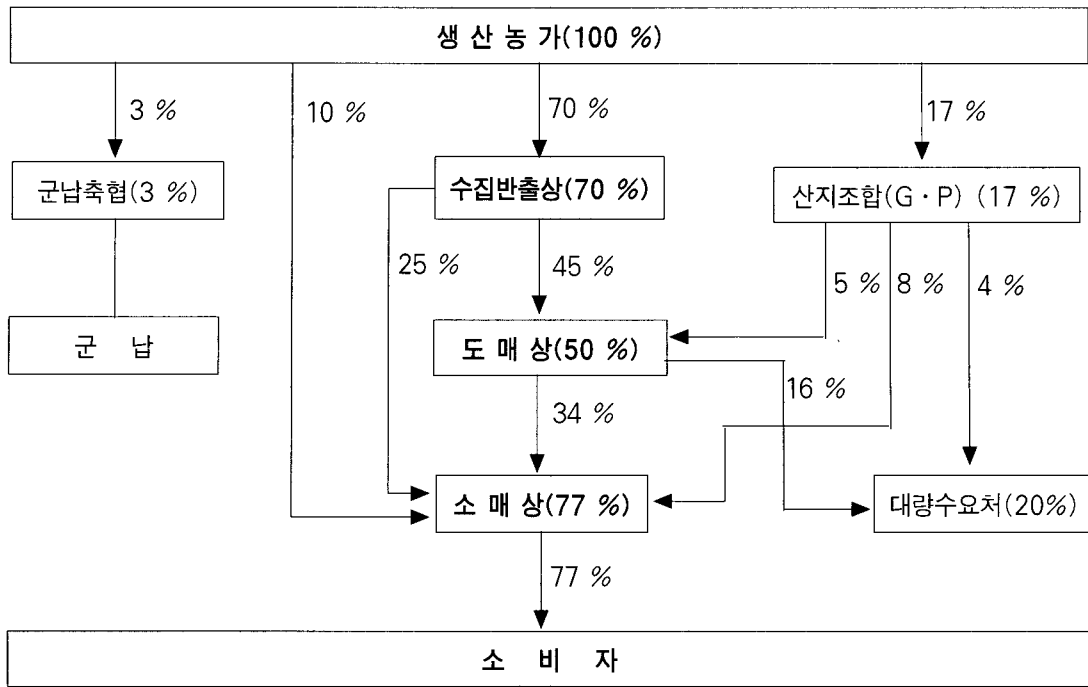 생 산 농 가(100 %)
3 %
10 %
70 %
17 %
군납축협(3 %)
수집반출상(70 %)
산지조합(G · P) (17 %)
25 %
45 %
5 %
8 %
4 %
군 납
도 매 상(50 %)
16 %
34 %
소 매 상(77 %)
대량수요처(20%)
77 %
소 비 자